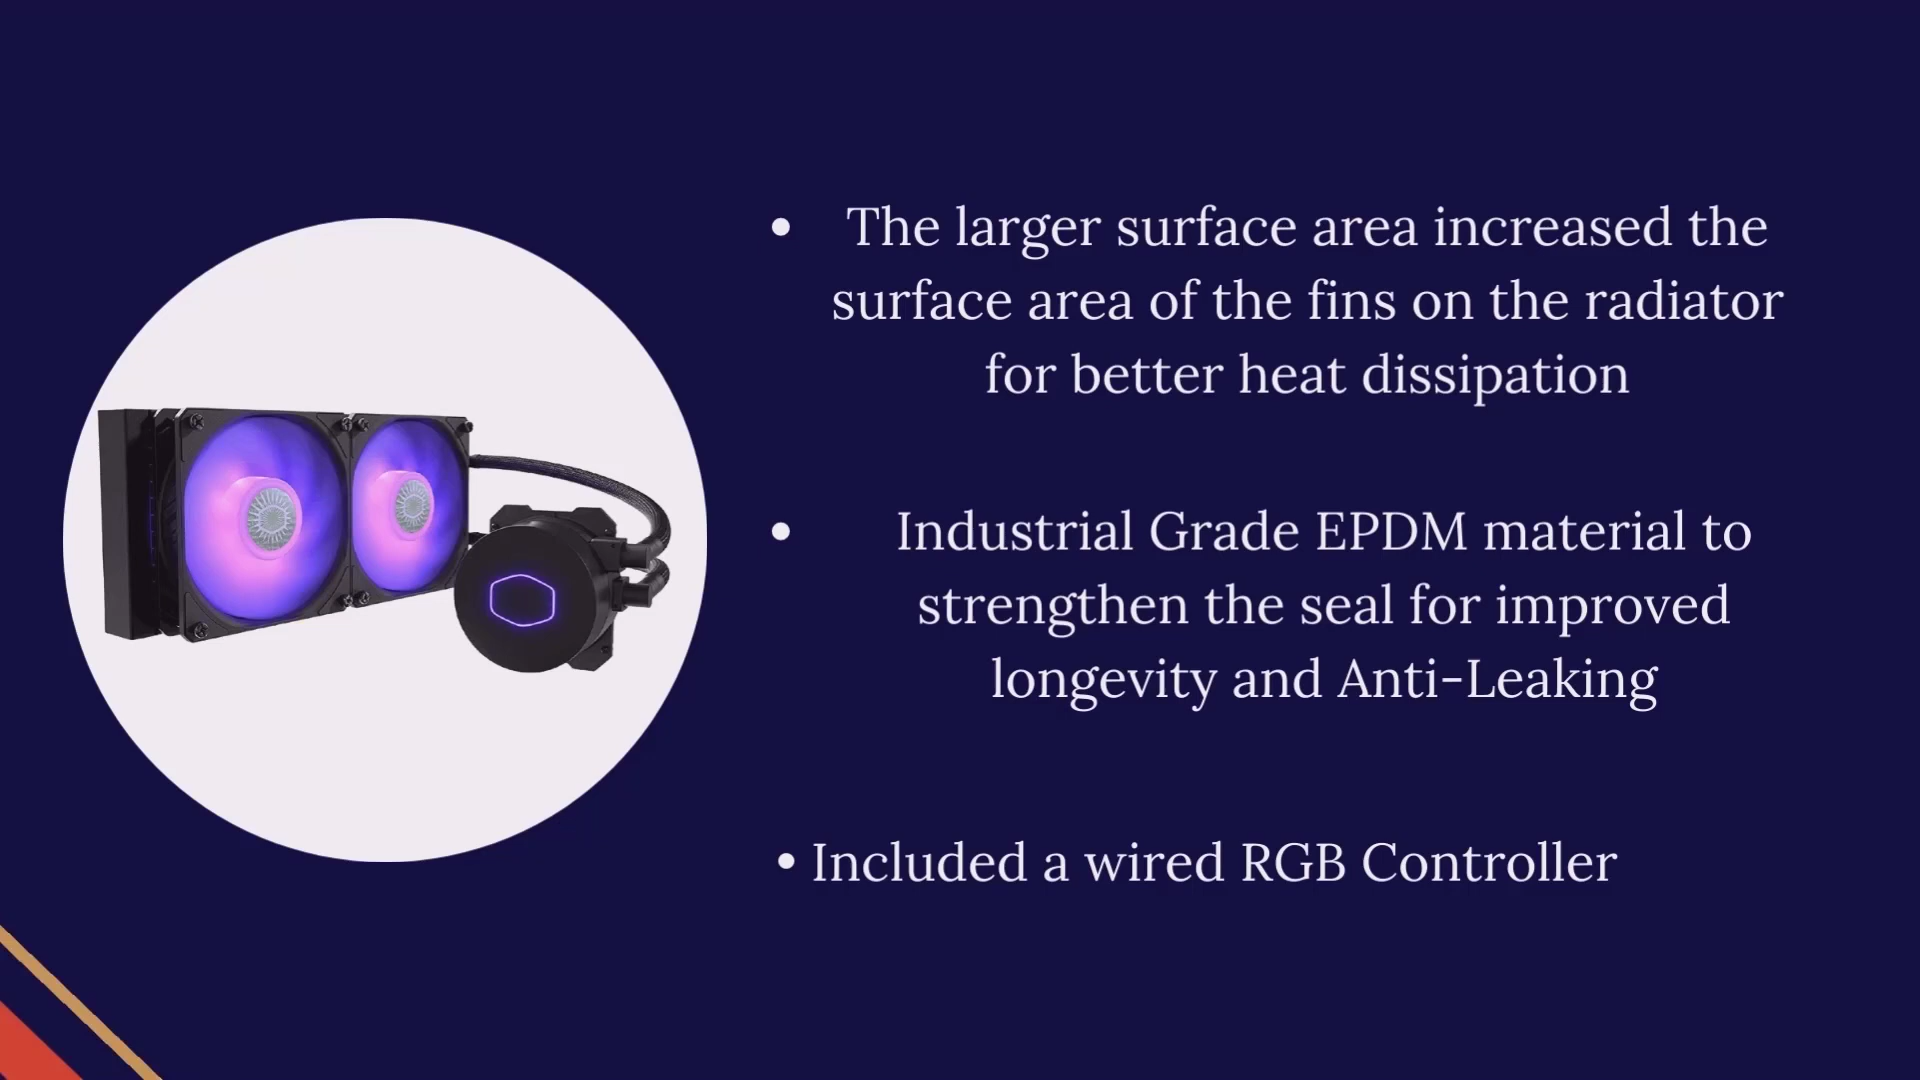 • The larger surface area increased the
surface area of the fins on the radiator
for better heat dissipation
• Industrial Grade EPDM material to
strengthen the seal for improved
longevity and Anti-Leaking
• Included a wired RGB Controller